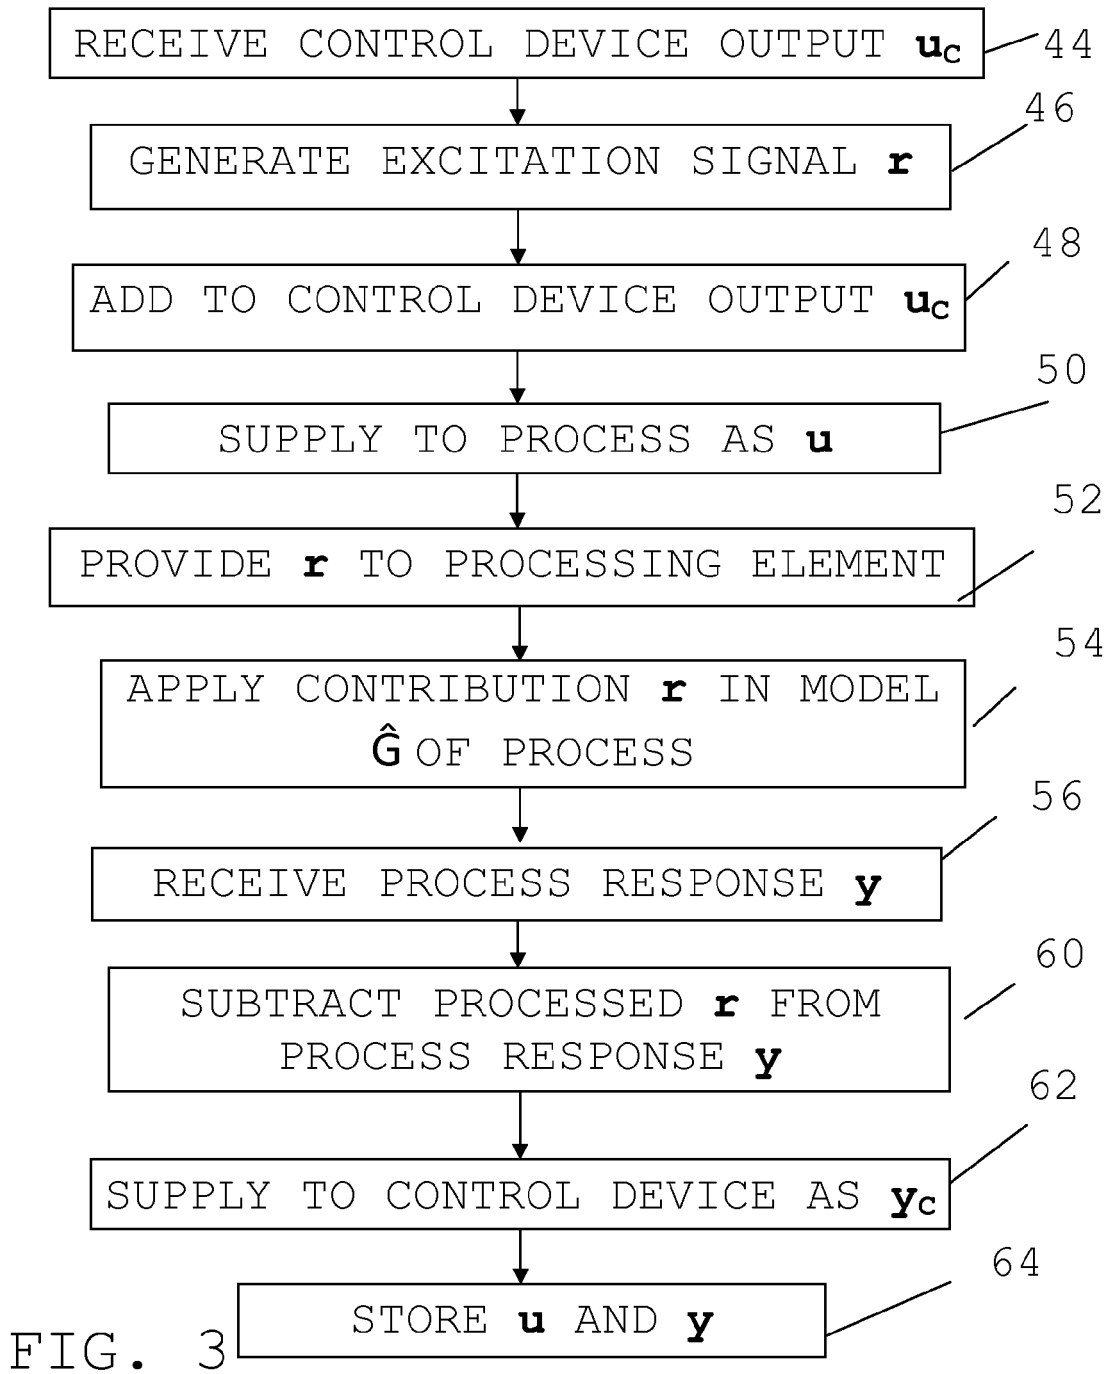 RECEIVE CONTROL DEVICE OUTPUT uC
44
GENERATE EXCITATION SIGNAL r
46
ADD TO CONTROL DEVICE OUTPUT uC
48
SUPPLY TO PROCESS AS u
50
PROVIDE r TO PROCESSING ELEMENT
52
APPLY CONTRIBUTION r IN MODEL
Ĝ OF PROCESS
54
RECEIVE PROCESS RESPONSE y
56
SUBTRACT PROCESSED r FROM
PROCESS RESPONSE y
60
SUPPLY TO CONTROL DEVICE AS yC
62
STORE u AND y
64
FIG. 3